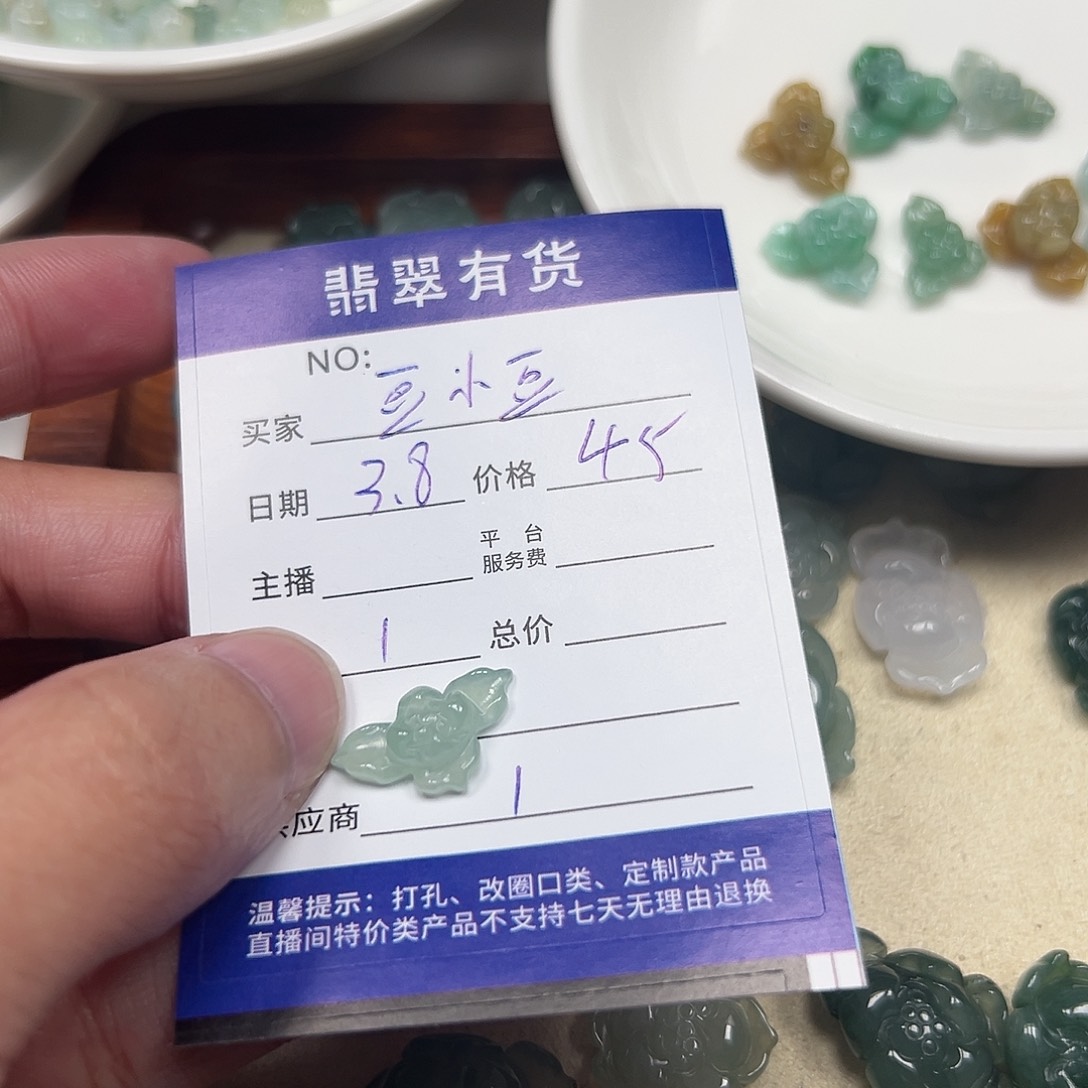 翡翠有货
NO:
买家 豆小豆
日期 3.8 价格 45
主播 平台服务费
1 总价
应商 1
温馨提示：打孔、改圈口类、定制款产品
直播间特价类产品不支持七天无理由退换